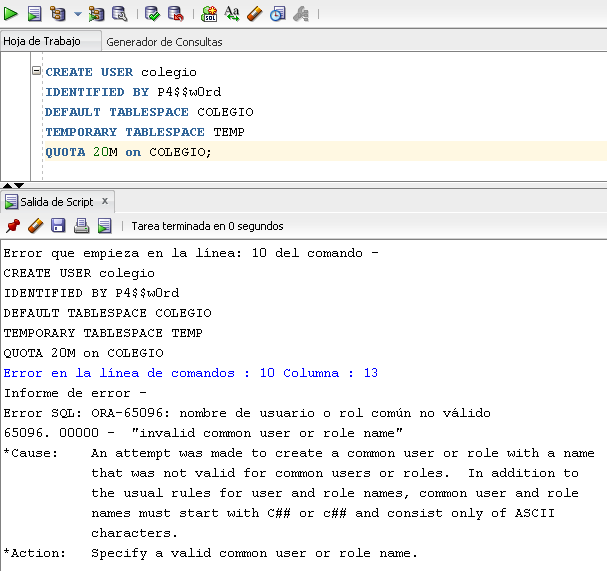 SQL
Aa
Hoja de Trabajo
Generador de Consultas
CREATE USER colegio
IDENTIFIED BY P4$$w0rd
DEFAULT TABLESPACE COLEGIO
TEMPORARY TABLESPACE TEMP
QUOTA 20M on COLEGIO;
Salida de Script x
Tarea terminada en 0 segundos
Error que empieza en la línea: 10 del comando -
CREATE USER colegio
IDENTIFIED BY P4$$w0rd
DEFAULT TABLESPACE COLEGIO
TEMPORARY TABLESPACE TEMP
QUOTA 20M on COLEGIO
Error en la línea de comandos : 10 Columna : 13
Informe de error -
Error SQL: ORA-65096: nombre de usuario o rol común no válido
65096. 00000 -  "invalid common user or role name"
*Cause:    An attempt was made to create a common user or role with a name
that was not valid for common users or roles.  In addition to
the usual rules for user and role names, common user and role
names must start with C## or c## and consist only of ASCII
characters.
*Action:   Specify a valid common user or role name.